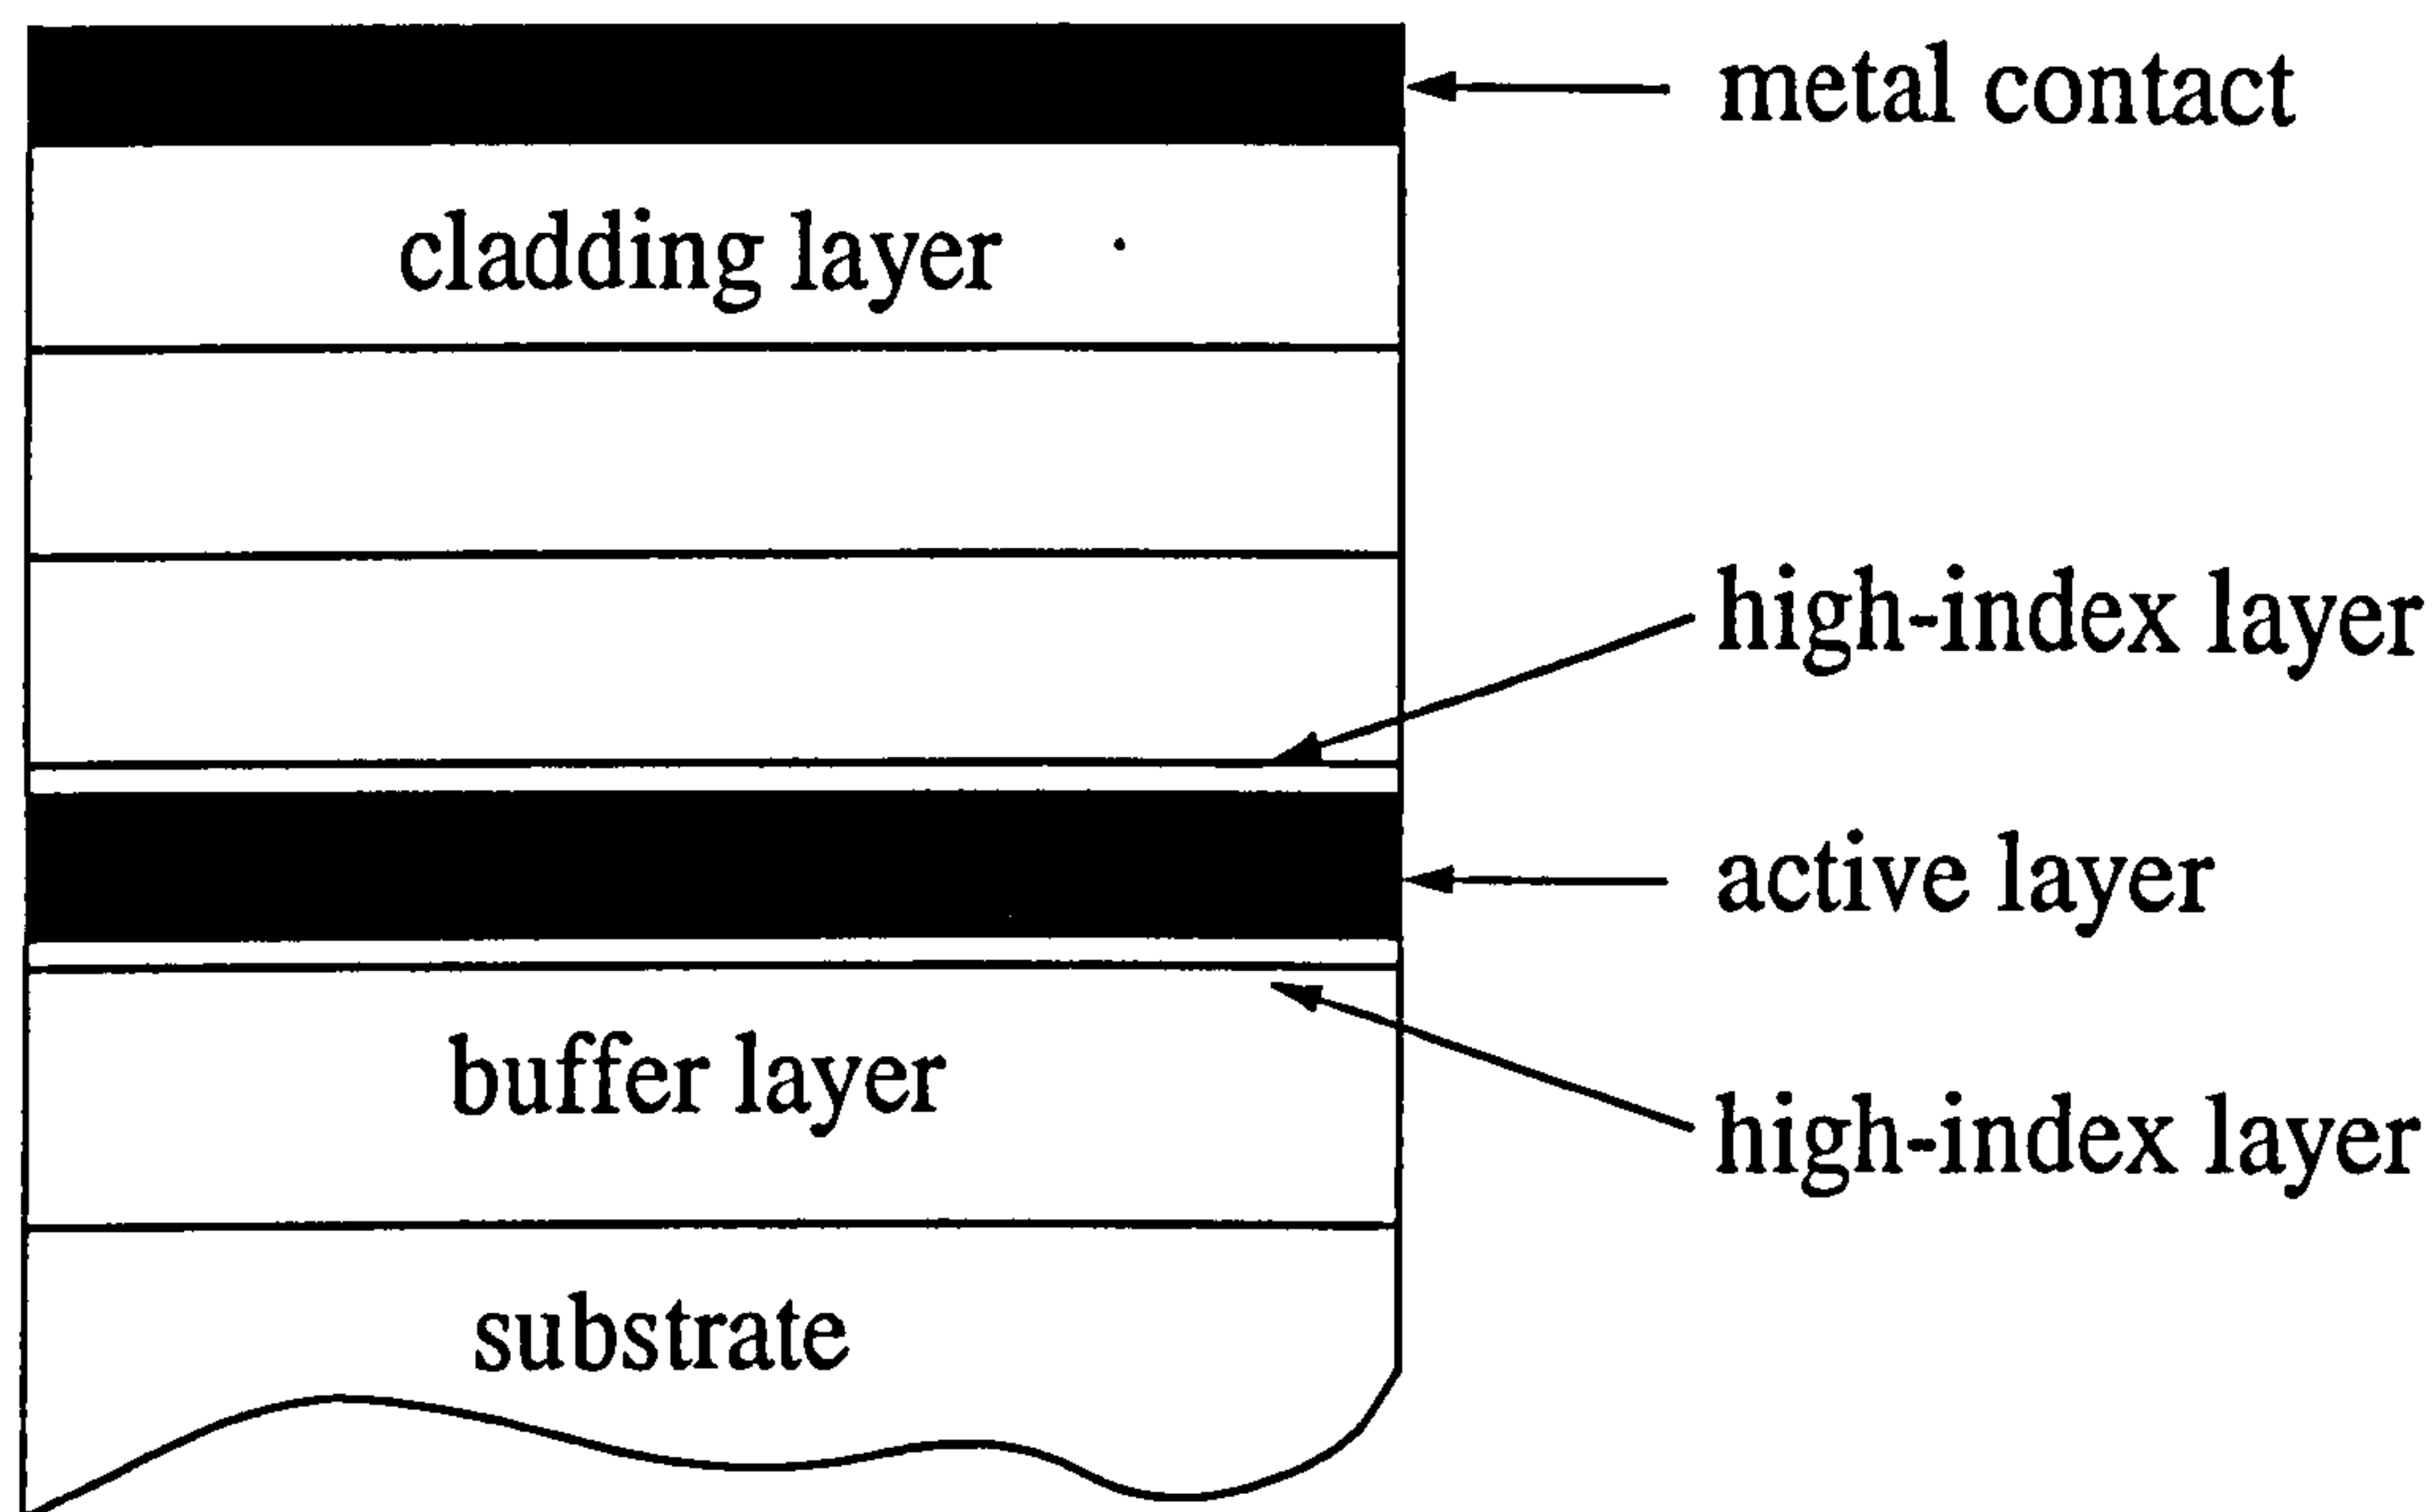 metal contact
cladding layer
high-index layer
active layer
buffer layer
high-index layer
substrate